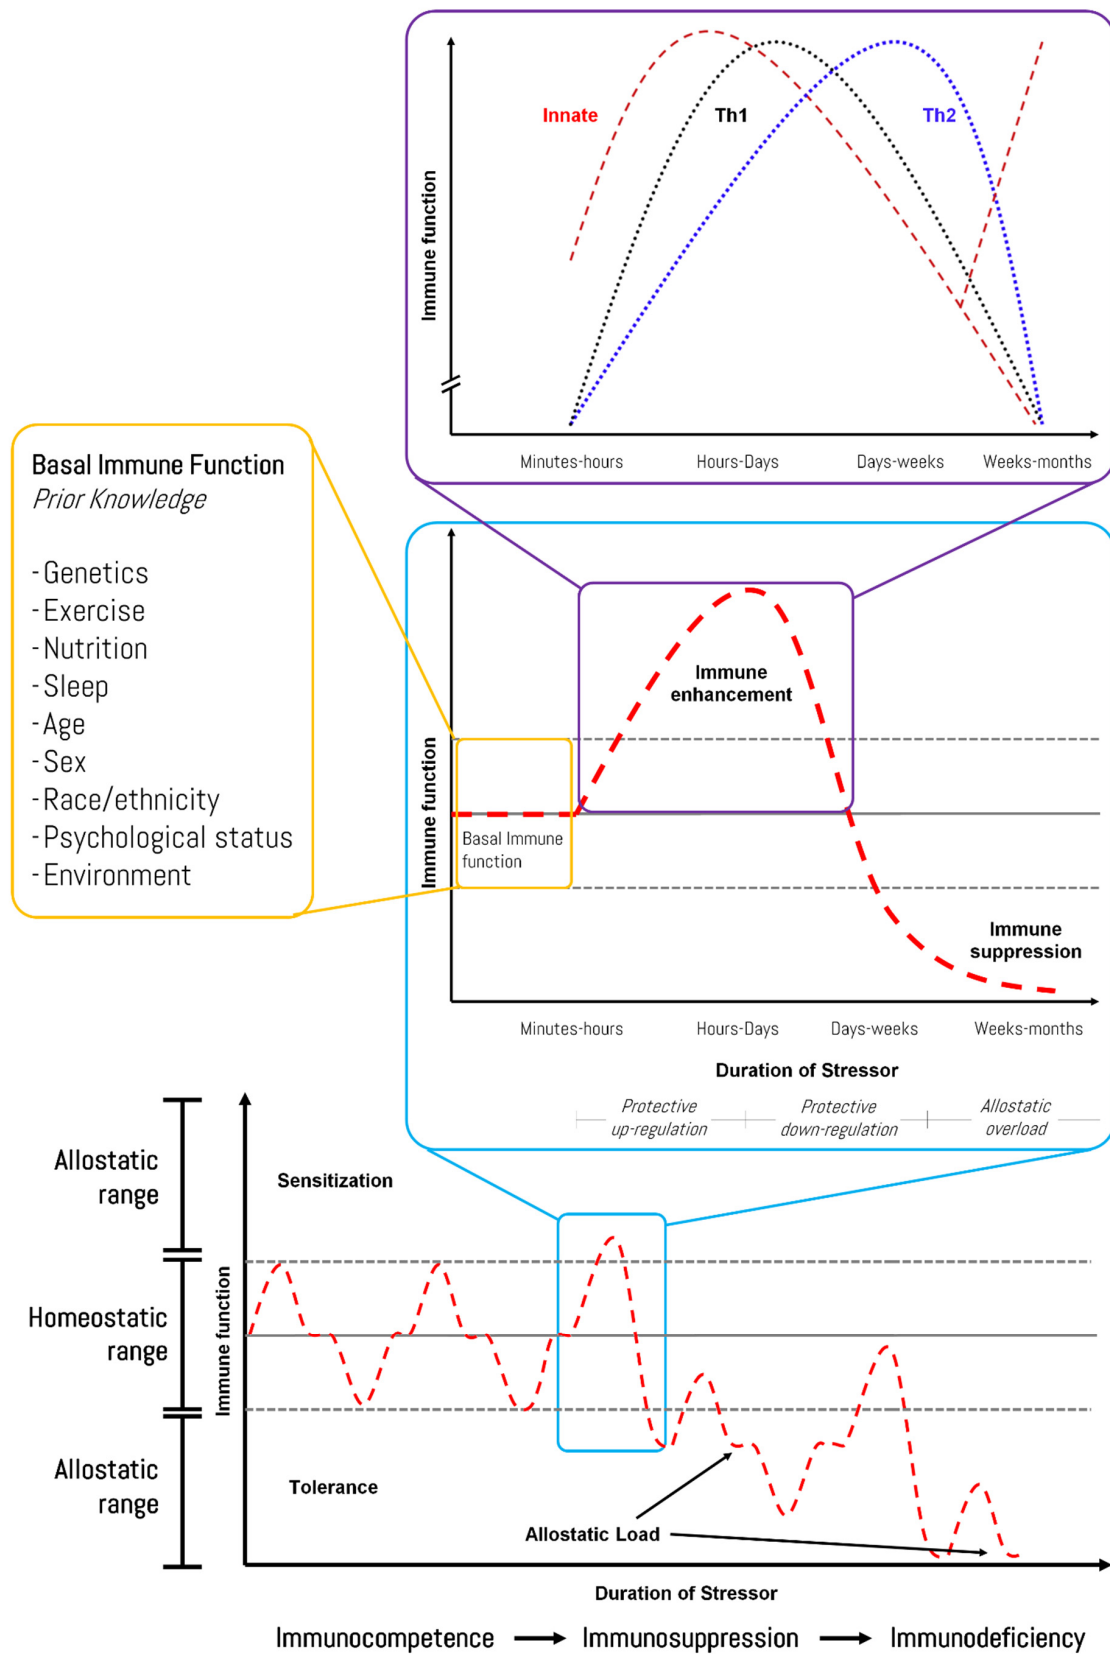 Innate
Th1
Th2
Immune function
Minutes-hours
Hours-Days
Days-weeks
Weeks-months
Basal Immune Function
Prior Knowledge
-Genetics
-Exercise
-Nutrition
-Sleep
-Age
-Sex
-Race/ethnicity
-Psychological status
-Environment
Immune
enhancement
Immune function
Basal Immune
function
Immune
suppression
Minutes-hours
Hours-Days
Days-weeks
Weeks-months
Duration of Stressor
Protective
up-regulation
Protective
down-regulation
Allostatic
overload
Allostatic
range
Homeostatic
range
Allostatic
range
Immune function
Sensitization
Tolerance
Allostatic Load
Duration of Stressor
Immunocompetence
Immunosuppression
Immunodeficiency